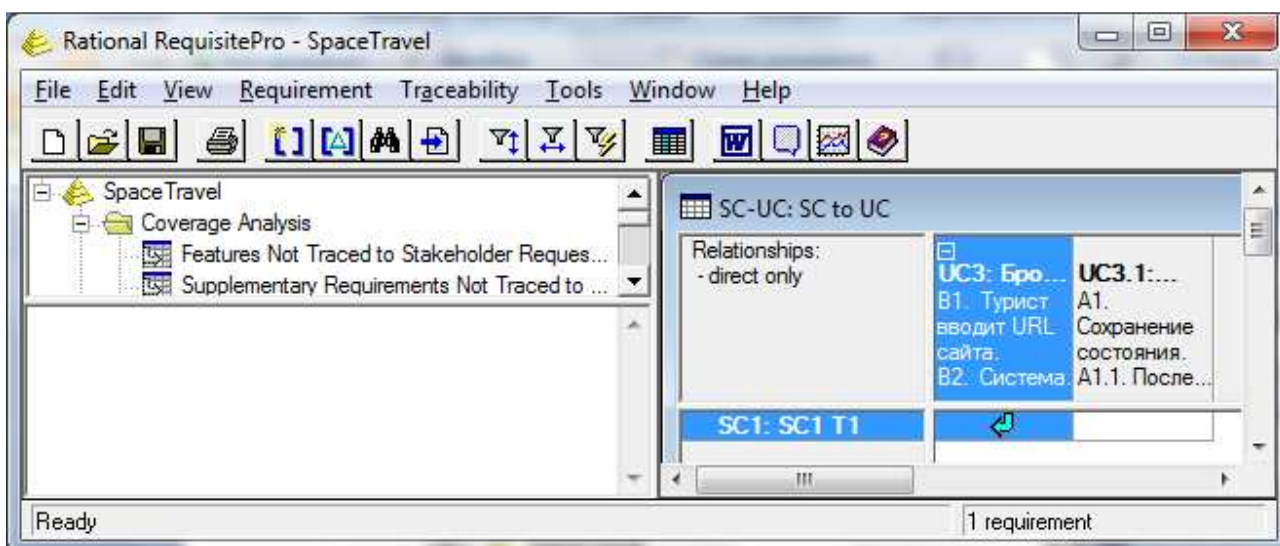 Rational RequisitePro - SpaceTravel
File Edit View Requirement Traceability Tools Window Help
SpaceTravel
Coverage Analysis
Features Not Traced to Stakeholder Reques...
Supplementary Requirements Not Traced to ...
SC-UC: SC to UC
Relationships:
- direct only
UC3: Бро...
B1. Турист
вводит URL
сайта.
B2. Система.
UC3.1:...
A1.
Сохранение
состояния.
A1.1. После...
SC1: SC1 T1
Ready
1 requirement